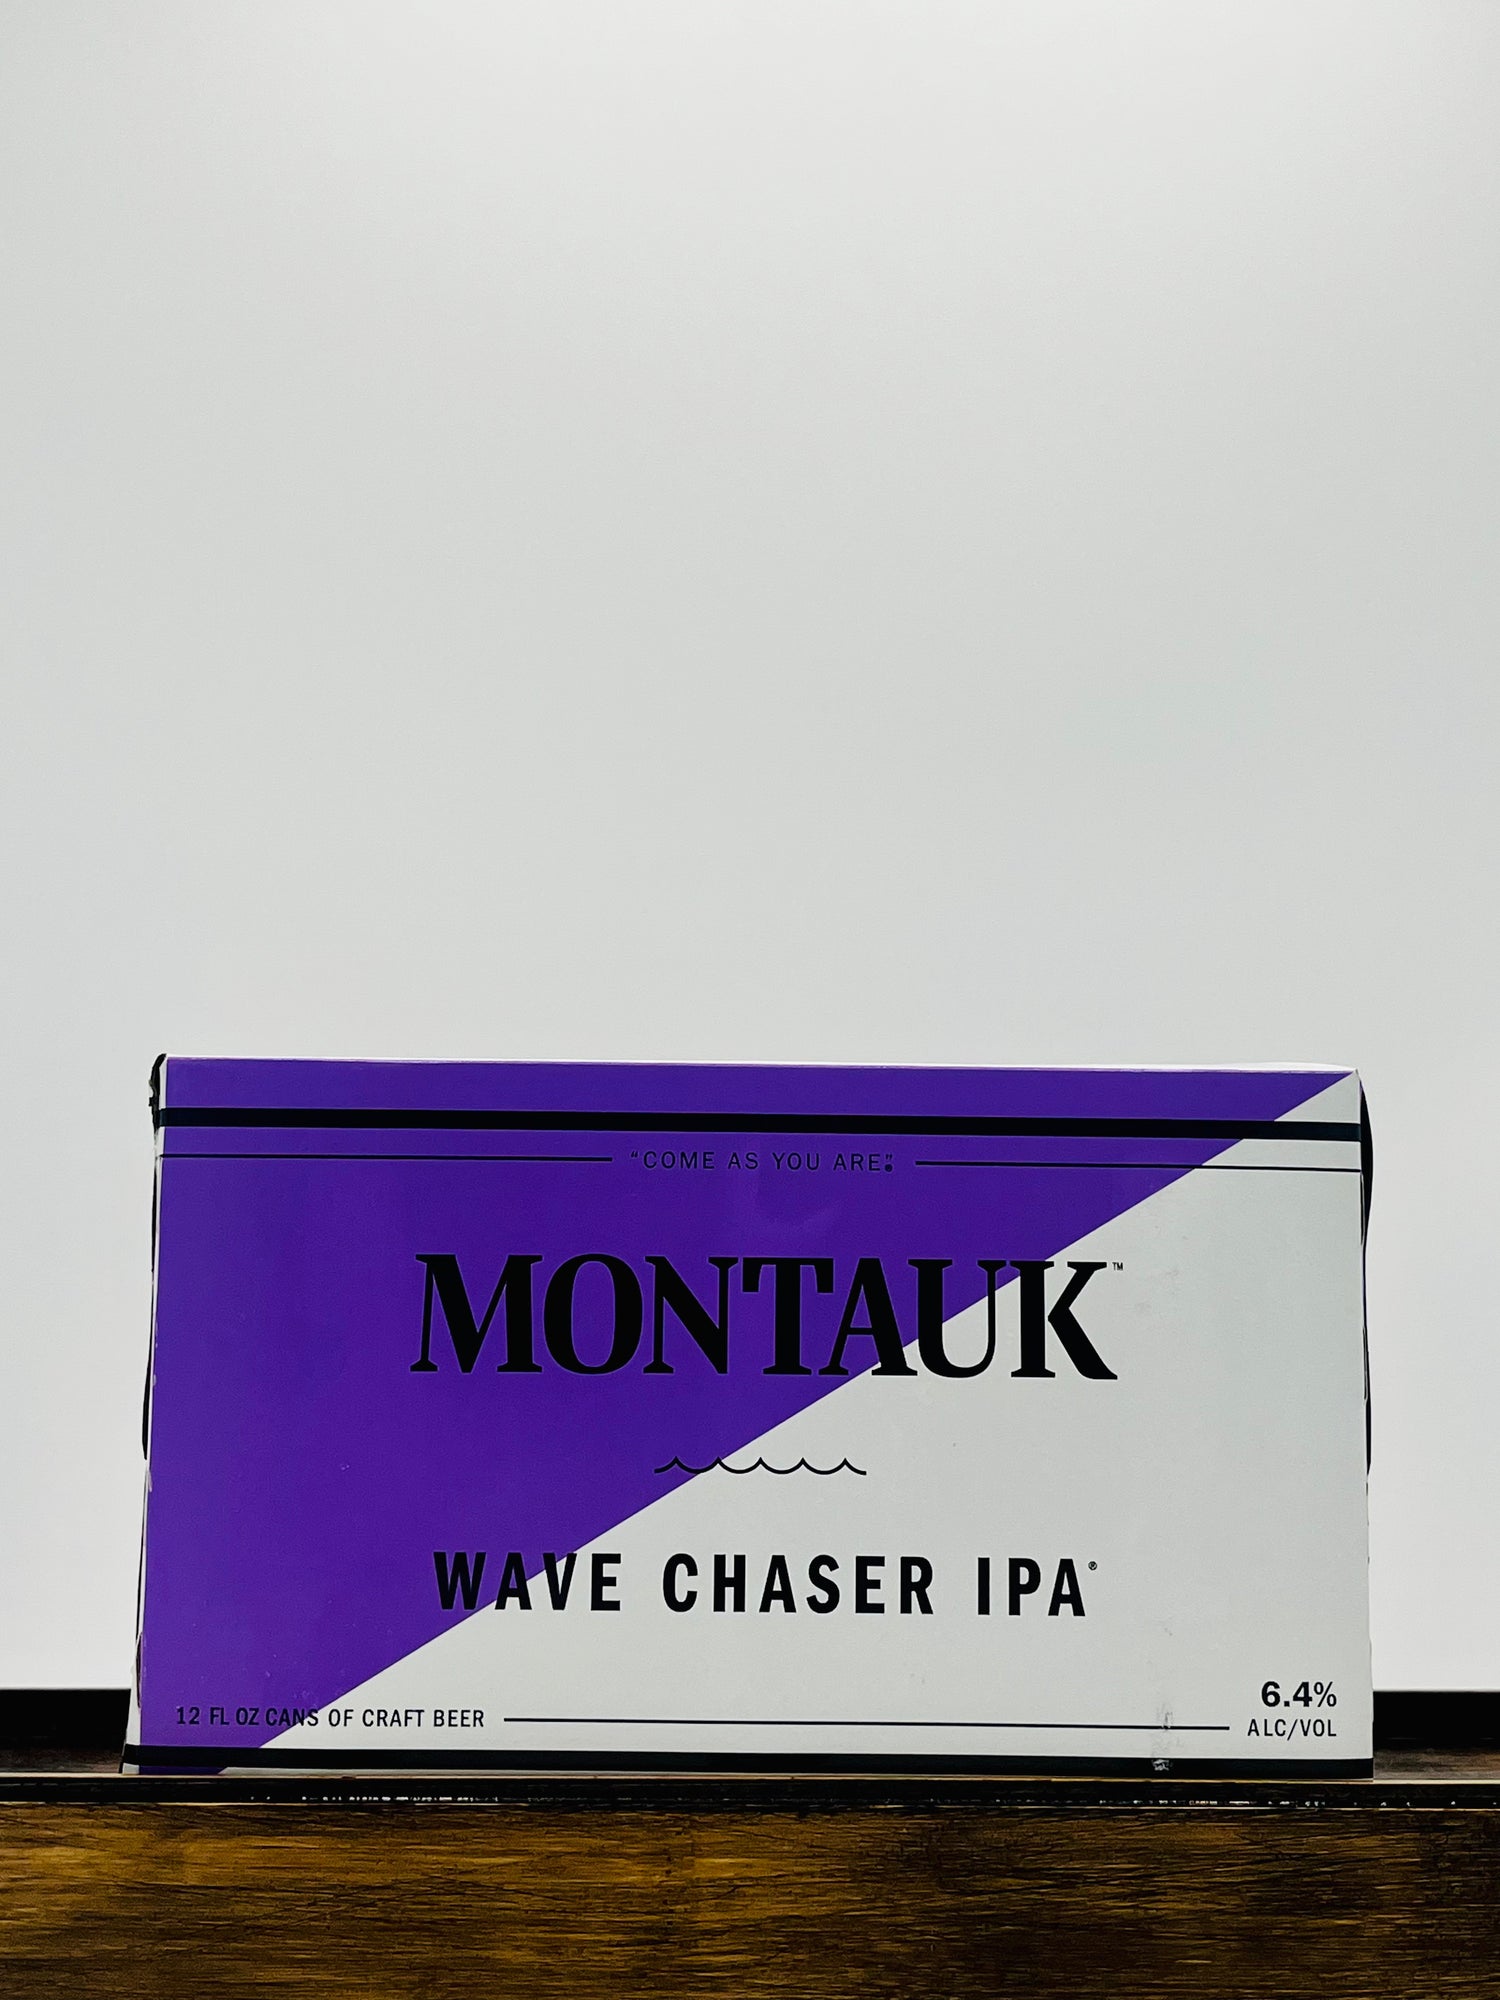 "COME AS YOU ARE."®
MONTAUK™
WAVE CHASER IPA®
12 FL OZ CANS OF CRAFT BEER
6.4%
ALC/VOL